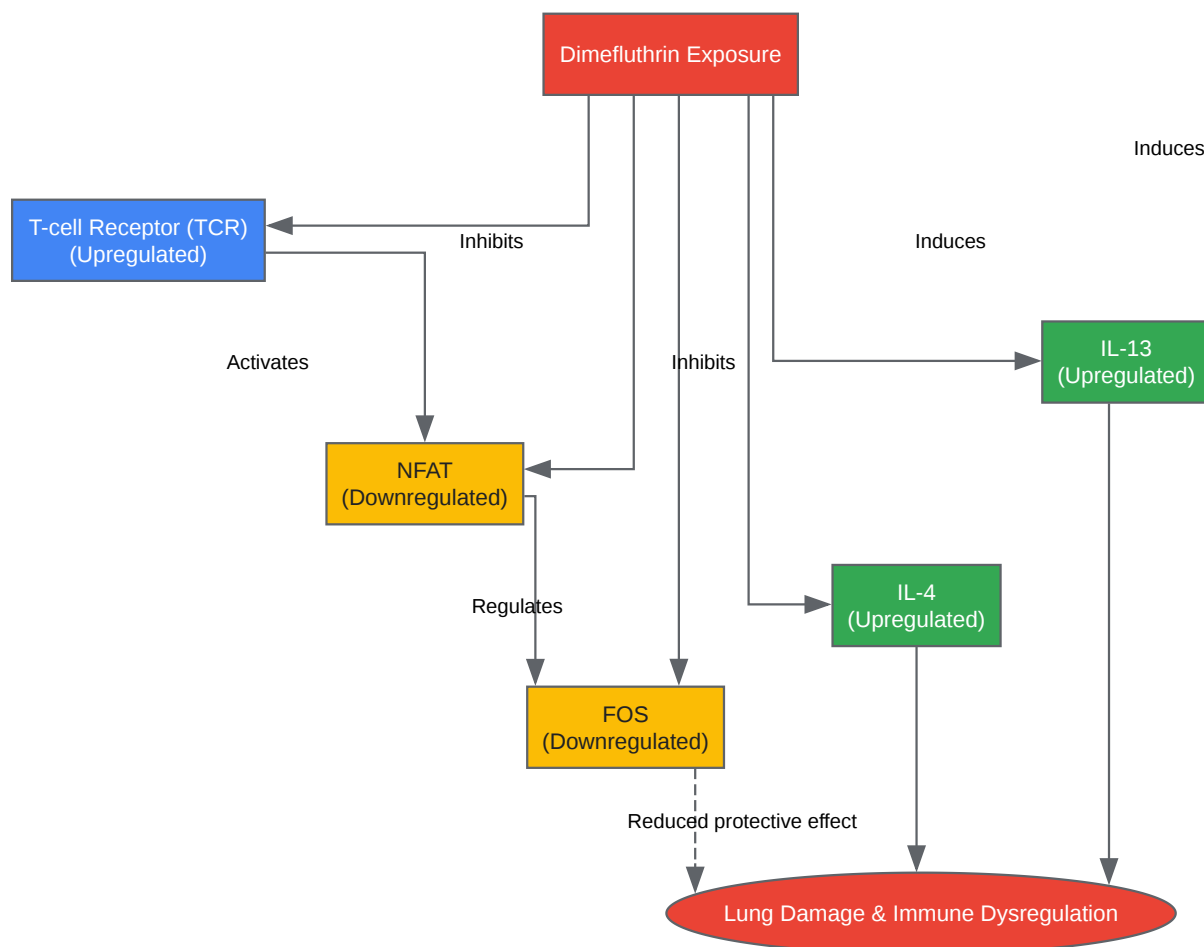 Dimefluthrin Exposure
Induces
T-cell Receptor (TCR)
(Upregulated)
Inhibits
Induces
Activates
Inhibits
IL-13
(Upregulated)
NFAT
(Downregulated)
Regulates
IL-4
(Upregulated)
FOS
(Downregulated)
Reduced protective effect
Lung Damage & Immune Dysregulation